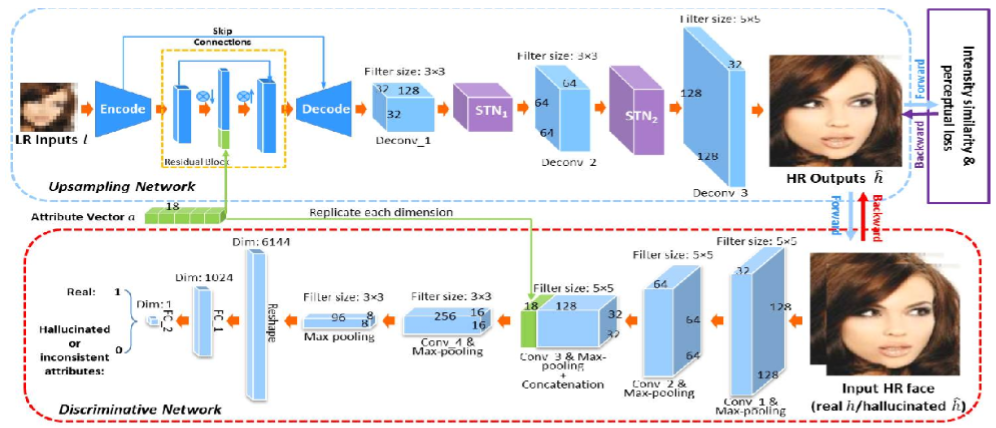 Skip
Connections
Encode
Decode
LR Inputs l
Residual Block
Filter size: 3×3
32
128
32
Deconv_1
STN₁
Filter size: 3×3
64
64
64
Deconv_2
STN₂
Filter size: 5×5
32
128
128
Deconv_3
HR Outputs ĥ
Forward
Backward
Intensity similarity &
perceptual loss
Upsampling Network
18
Attribute Vector a
Replicate each dimension
Forward
Backward
Real:
1
Hallucinated
or
inconsistent
attributes:
0
Dim: 1
FC_2
Dim: 1024
FC_1
Dim: 6144
Reshape
Filter size: 3×3
96
8
8
Max pooling
Filter size: 3×3
256
16
16
Conv_4 &
Max-pooling
Filter size: 5×5
18
128
32
32
Conv_3 & Max-
pooling
+
Concatenation
Filter size: 5×5
64
64
64
Conv_2 &
Max-pooling
Filter size: 5×5
32
128
128
Conv_1 &
Max-pooling
Input HR face
(real h/hallucinated ĥ)
Discriminative Network